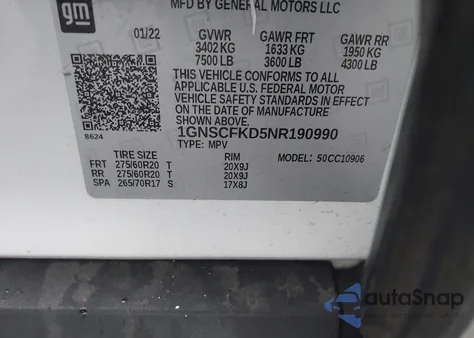 gm
MFD BY GENERAL MOTORS LLC
01/22 GVWR GAWR FRT GAWR RR
3402 KG 1633 KG 1950 KG
7500 LB 3600 LB 4300 LB
THIS VEHICLE CONFORMS TO ALL
APPLICABLE U.S. FEDERAL MOTOR
VEHICLE SAFETY STANDARDS IN EFFECT
ON THE DATE OF MANUFACTURE
SHOWN ABOVE.
1GNSCFKD5NR190990
TYPE: MPV
8624
TIRE SIZE RIM MODEL: 50CC10906
FRT 275/60R20 T 20X9J
RR 275/60R20 T 20X9J
SPA 265/70R17 S 17X8J
autoSnap